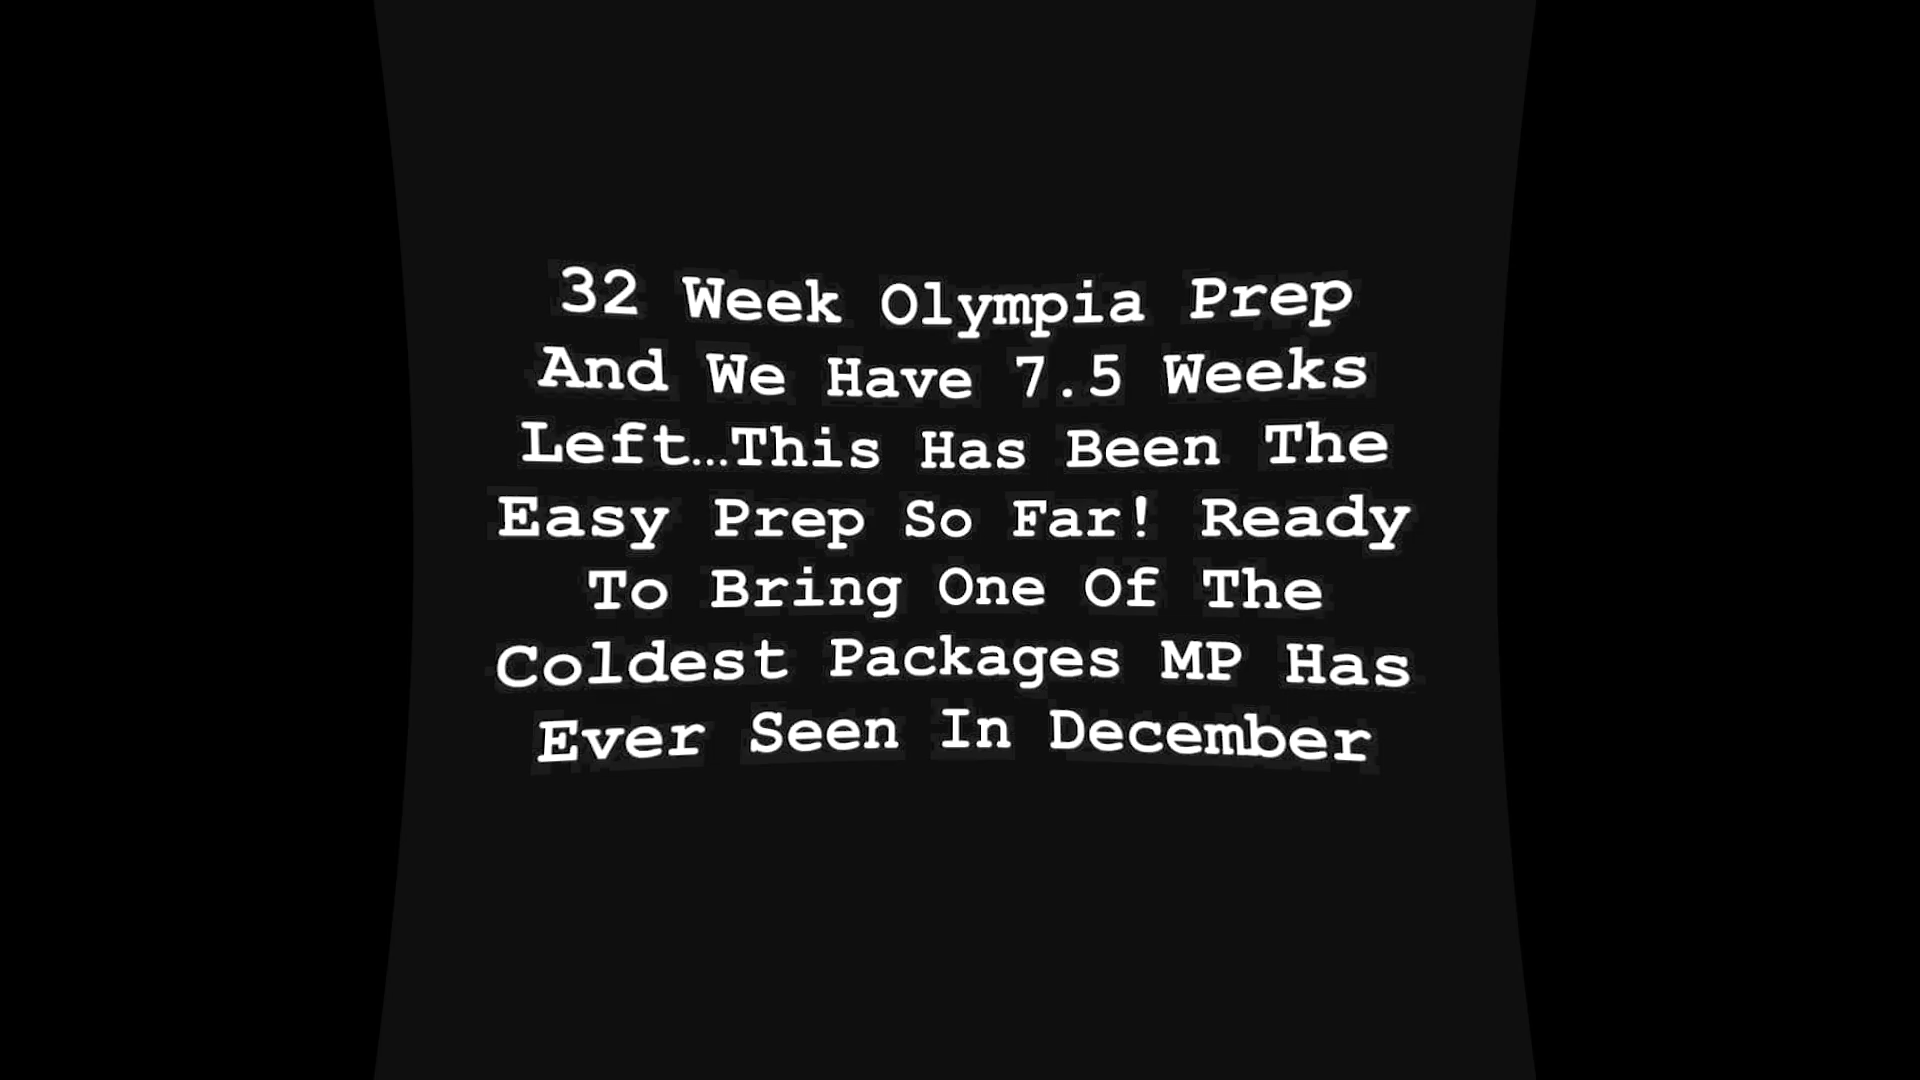 32 Week Olympia Prep
And We Have 7.5 Weeks
Left…This Has Been The
Easy Prep So Far! Ready
To Bring One Of The
Coldest Packages MP Has
Ever Seen In December